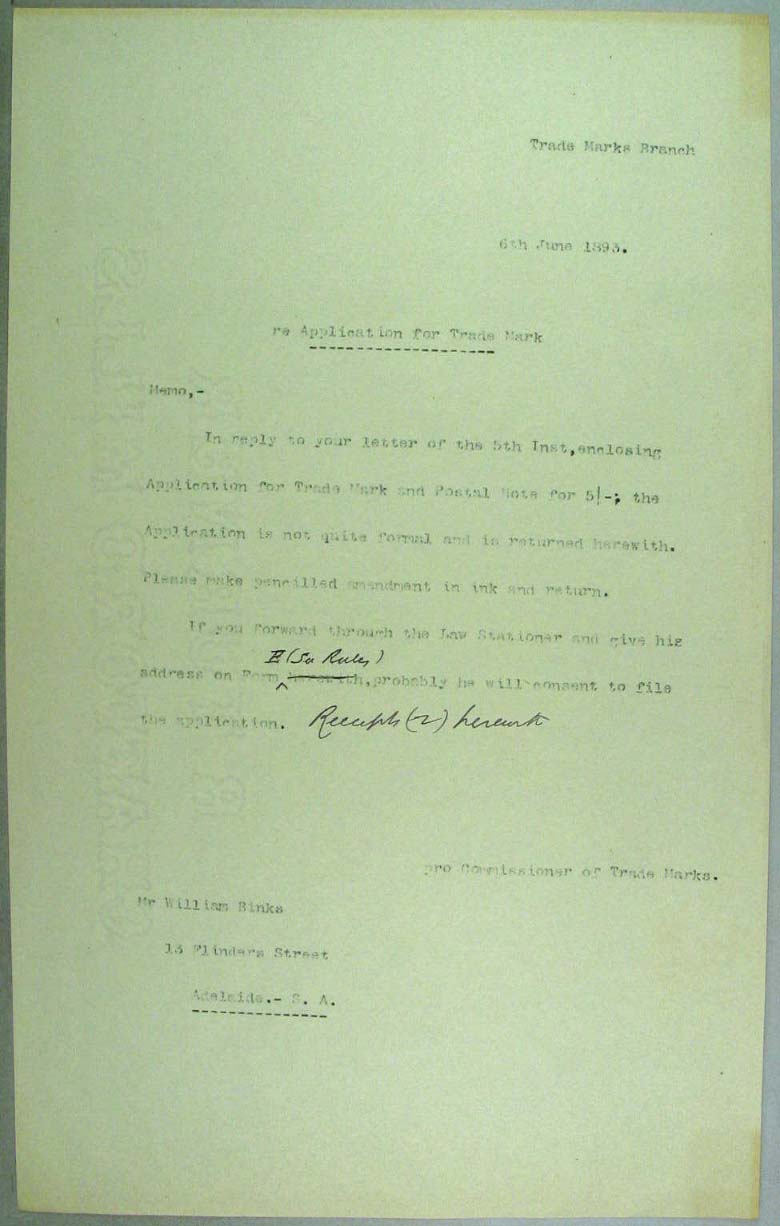 Trade Marks Branch
6th June 1893.
re Application for Trade Mark
Memo,-
In reply to your letter of the 5th Inst,enclosing
Application for Trade Mark and Postal Note for 5/-; the
Application is not quite formal and is returned herewith.
Please make pencilled amendment in ink and return.
If you forward through the Law Stationer and give his
(See Rules)
address on Form herewith,probably he will consent to file
the application. Receipts (2) herewith
pro Commissioner of Trade Marks.
Mr William Binks
13 Flinders Street
Adelaide.- S. A.